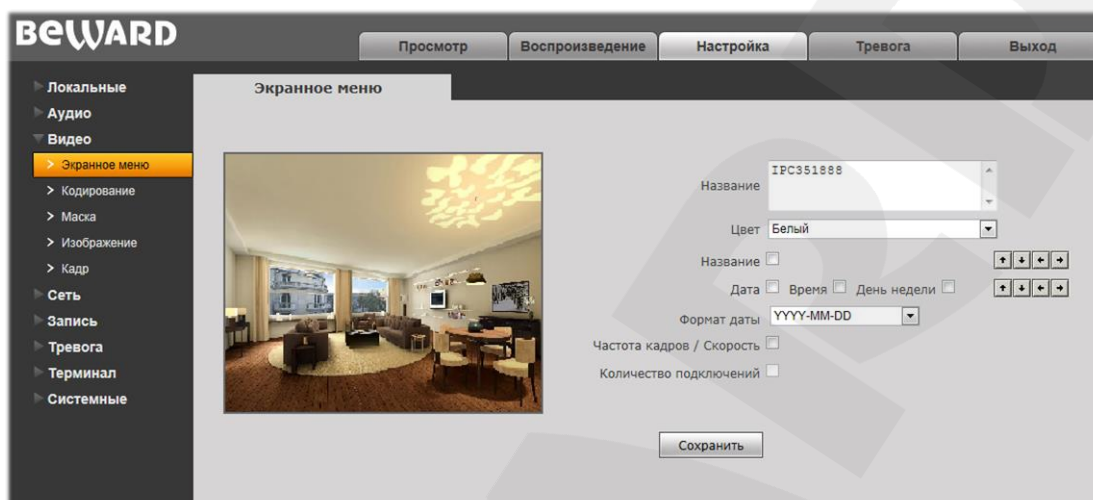 BEWARD
Просмотр
Воспроизведение
Настройка
Тревога
Выход
Локальные
Аудио
Видео
Экранное меню
Кодирование
Маска
Изображение
Кадр
Сеть
Запись
Тревога
Терминал
Системные
Экранное меню
Название IPC351888
Цвет Белый
Название
Дата Время День недели
Формат даты YYYY-MM-DD
Частота кадров / Скорость
Количество подключений
Сохранить